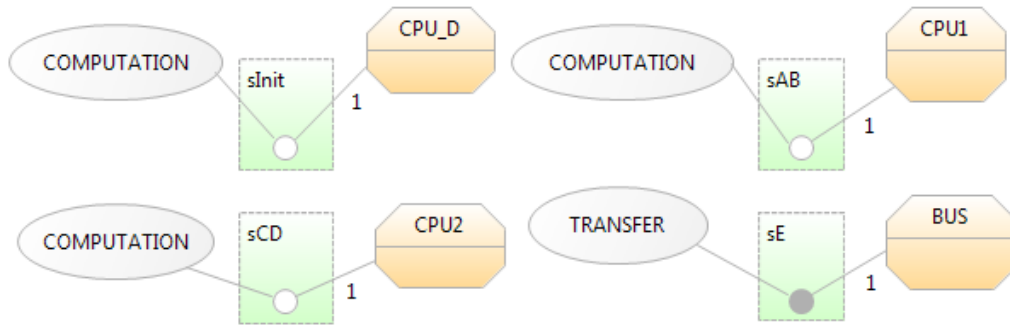 COMPUTATION
sInit
1
CPU_D
COMPUTATION
sAB
1
CPU1
COMPUTATION
sCD
1
CPU2
TRANSFER
sE
1
BUS